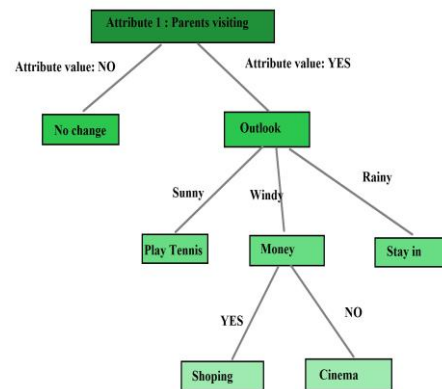 Attribute 1 : Parents visiting
Attribute value: NO
Attribute value: YES
No change
Outlook
Sunny
Windy
Rainy
Play Tennis
Money
Stay in
YES
NO
Shoping
Cinema